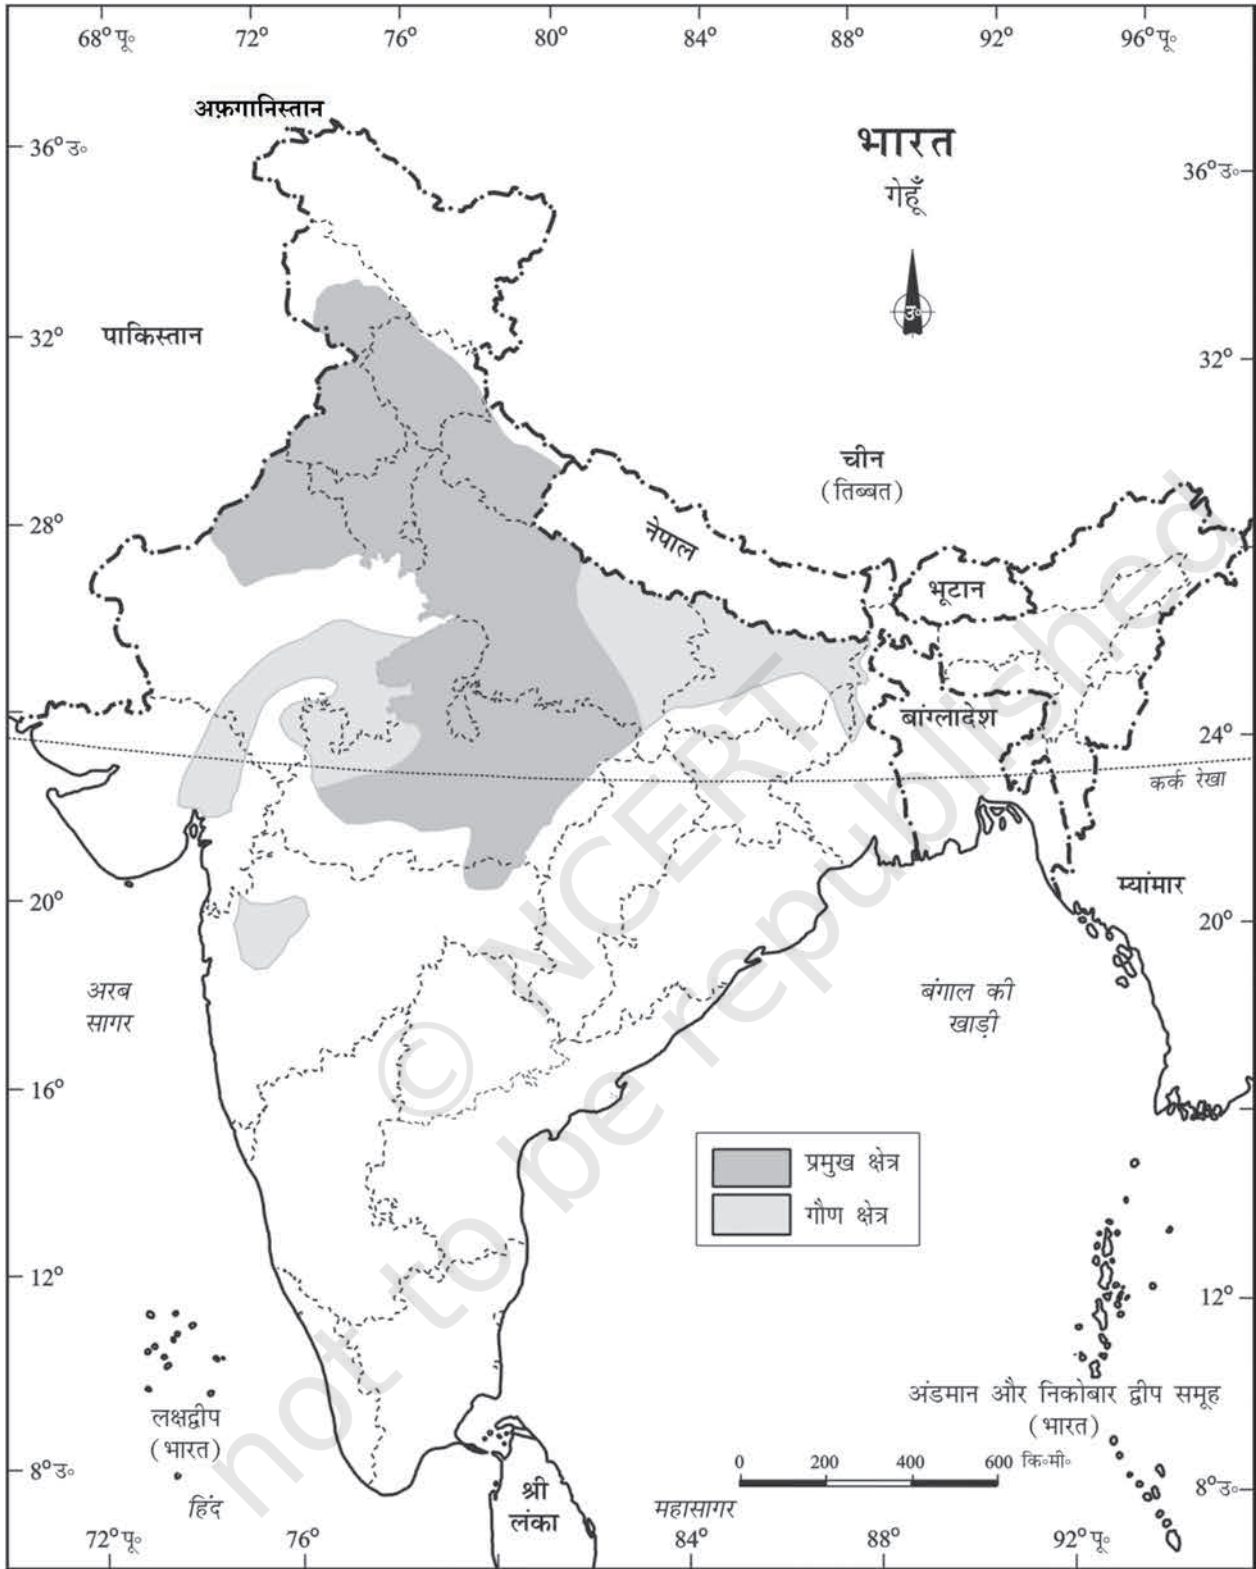 68° पू॰ 72° 76° 80° 84° 88° 92° 96° पू॰
अफ़गानिस्तान
भारत
गेहूँ
36° उ॰
36° उ॰
उ॰
पाकिस्तान
32°
32°
चीन
(तिब्बत)
नेपाल
28°
28°
भूटान
बांग्लादेश
24°
कर्क रेखा
म्यांमार
20°
20°
अरब
सागर
बंगाल की
खाड़ी
16°
प्रमुख क्षेत्र
गौण क्षेत्र
12°
12°
लक्षद्वीप
(भारत)
अंडमान और निकोबार द्वीप समूह
(भारत)
0 200 400 600 कि॰मी॰
8° उ॰
8° उ॰
हिंद
महासागर
श्री
लंका
72° पू॰ 76° 84° 88° 92° पू॰
© NCERT
not to be republished